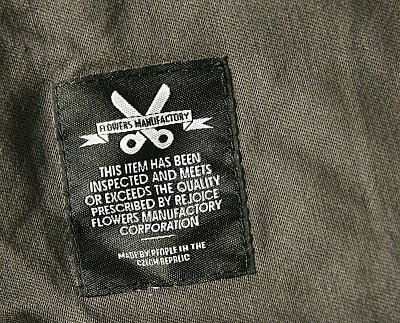 FLOWERS MANUFACTORY
THIS ITEM HAS BEEN
INSPECTED AND MEETS
OR EXCEEDS THE QUALITY
PRESCRIBED BY REJOICE
FLOWERS MANUFACTORY
CORPORATION
MADE BY PEOPLE IN THE
CZECH REPBLIC